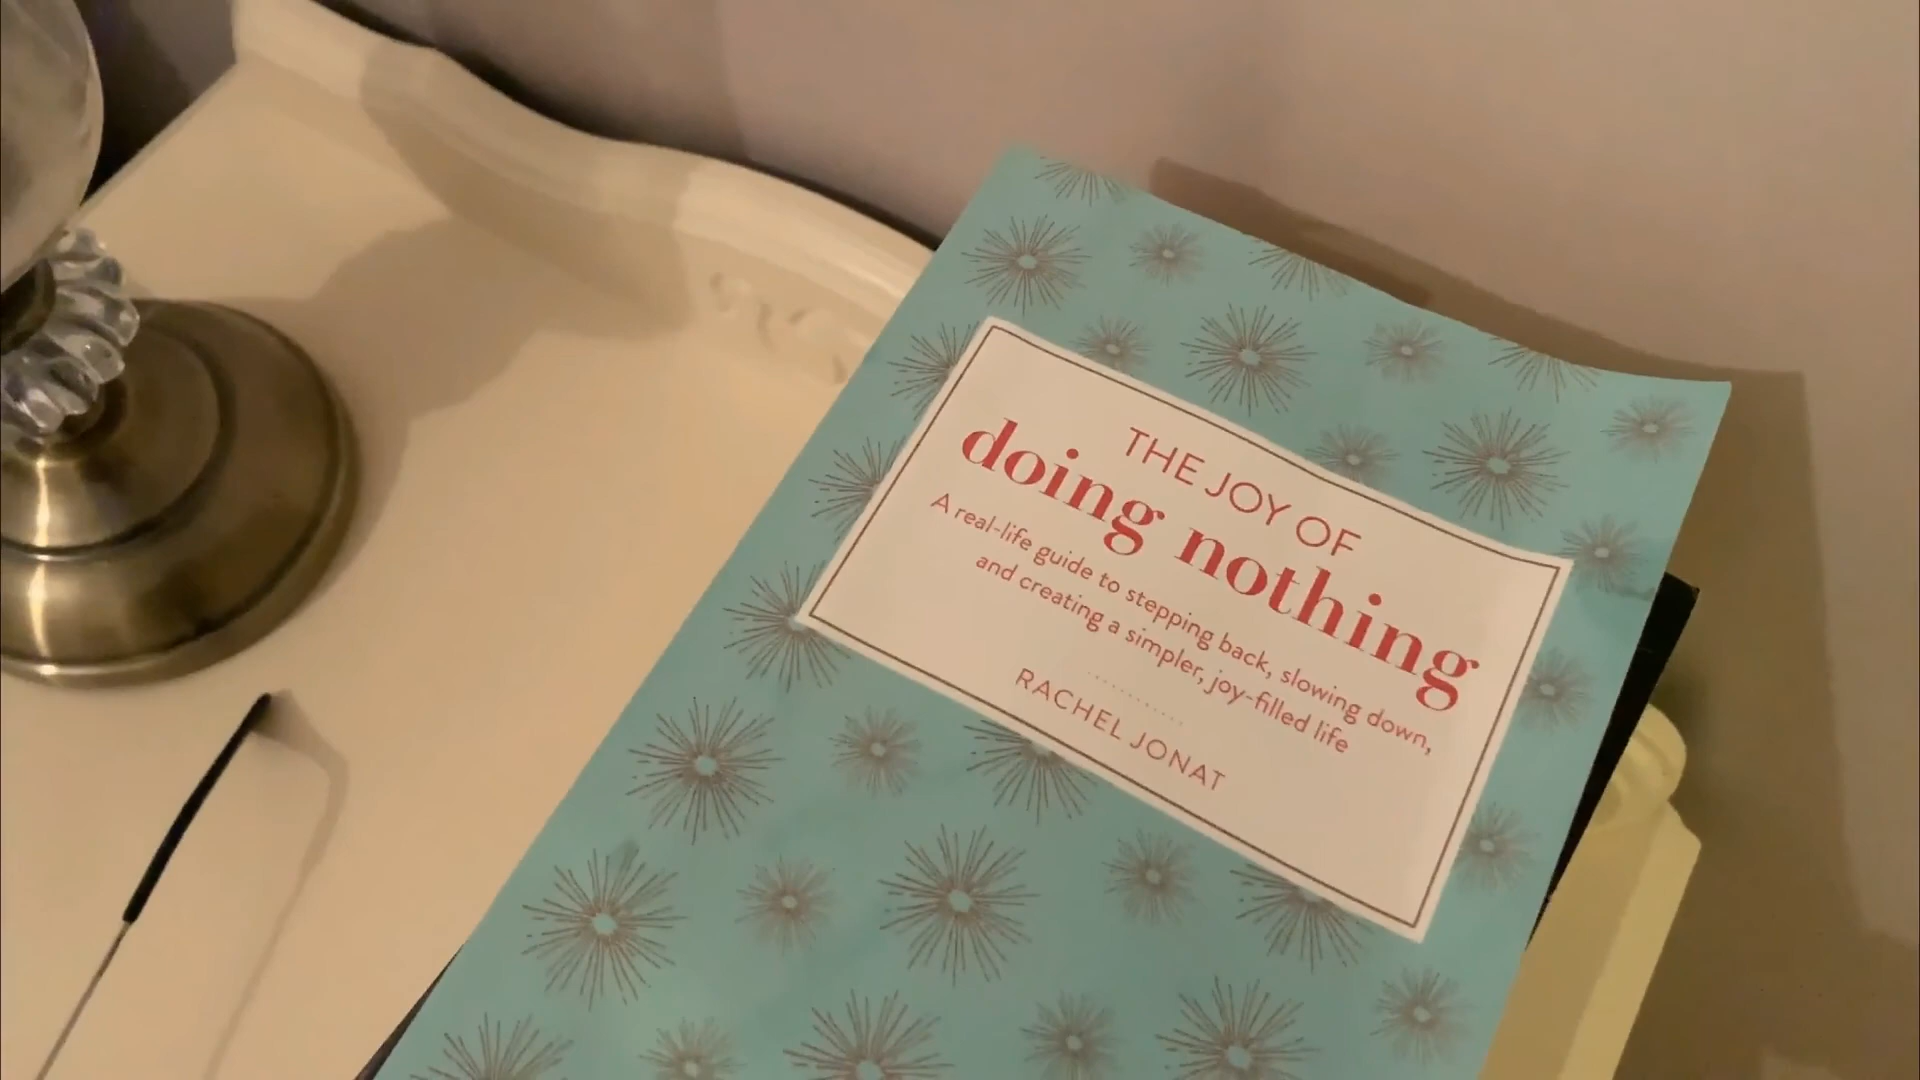 THE JOY OF
doing nothing
A real-life guide to stepping back, slowing down,
and creating a simpler, joy-filled life
RACHEL JONAT